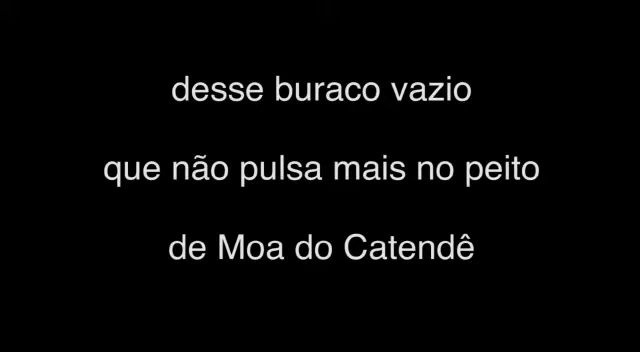 desse buraco vazio
que não pulsa mais no peito
de Moa do Catendê